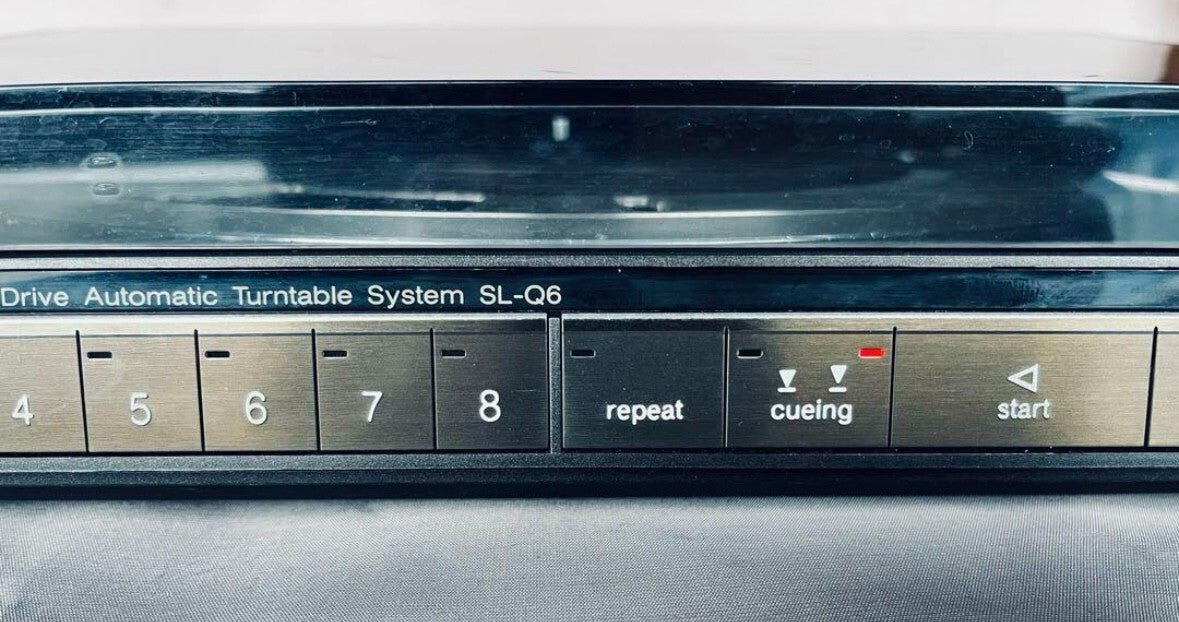 Drive Automatic Turntable System SL-Q6
4 5 6 7 8 repeat cueing start